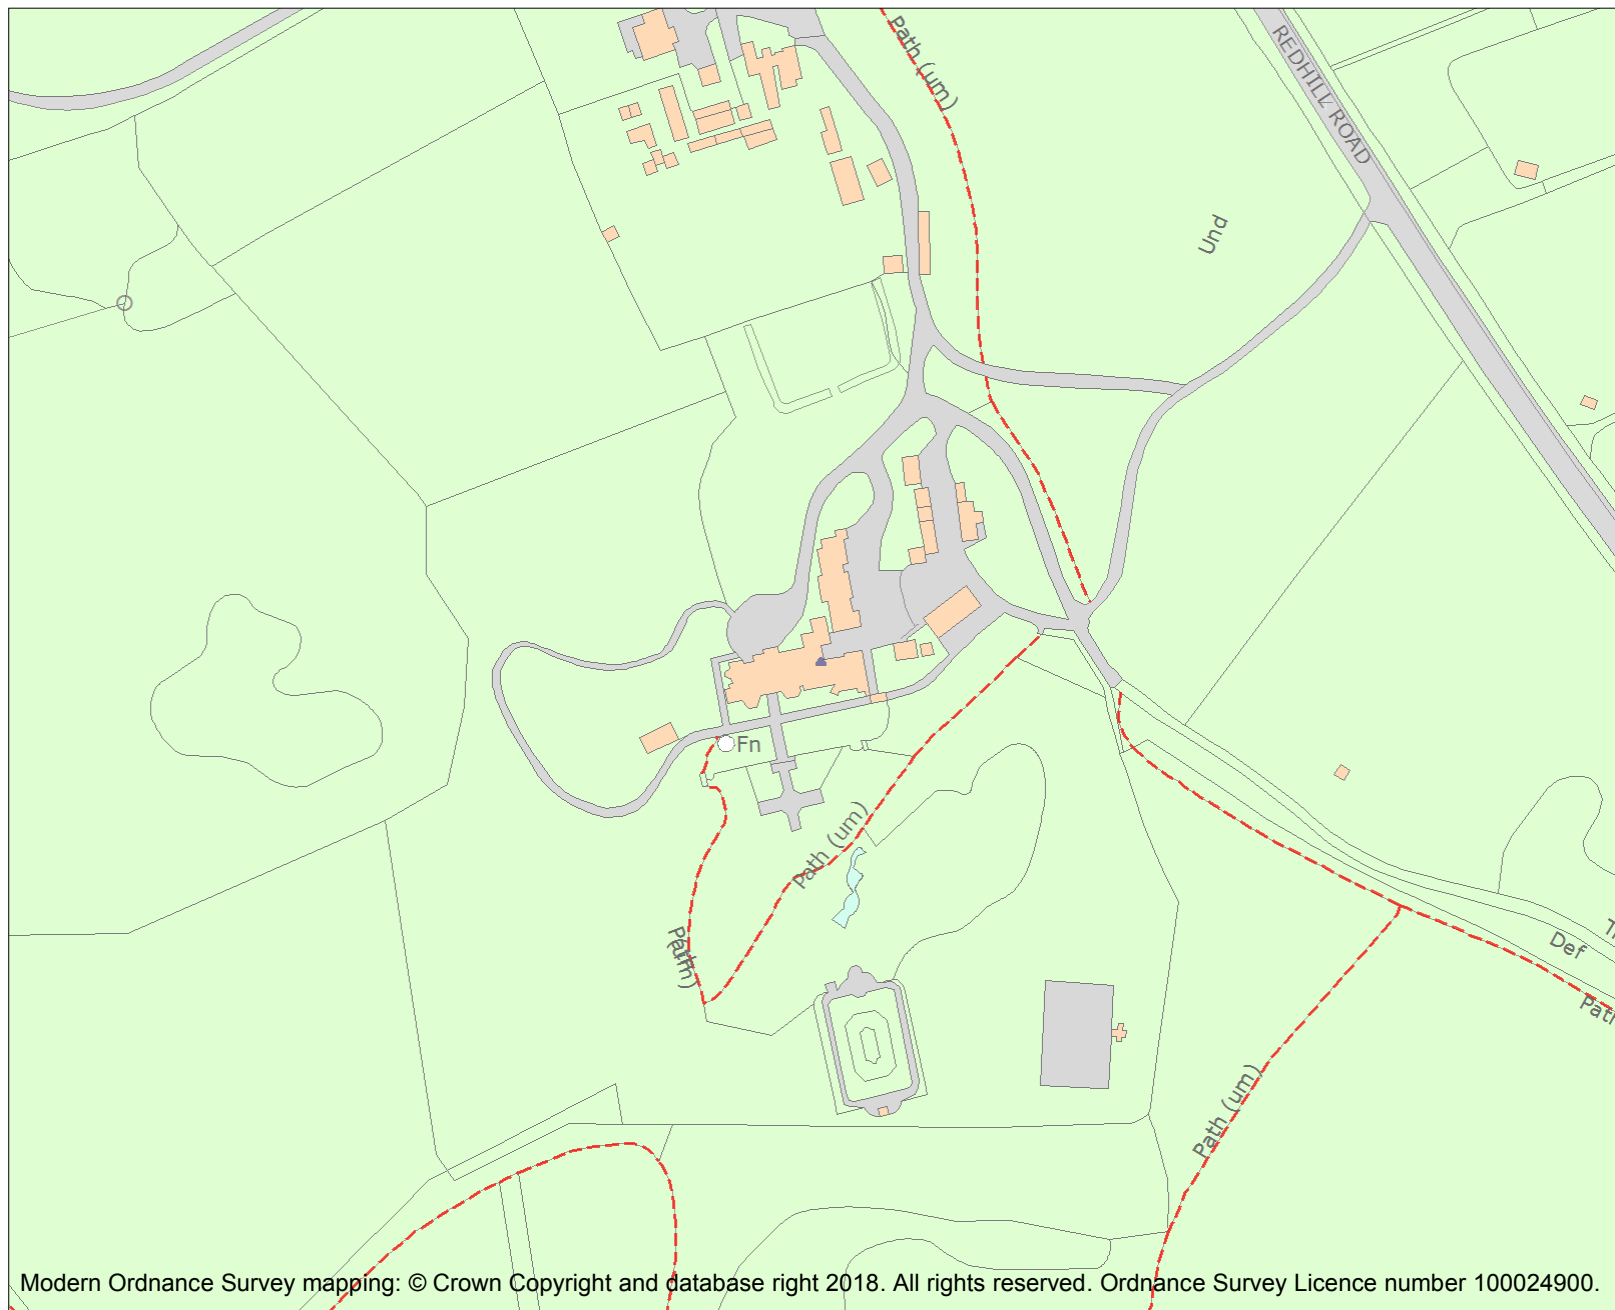 Path (um)
REDHILL ROAD
Und
Fn
Path (um)
Path
(um)
Def
Path (um)
Modern Ordnance Survey mapping: © Crown Copyright and database right 2018. All rights reserved. Ordnance Survey Licence number 100024900.